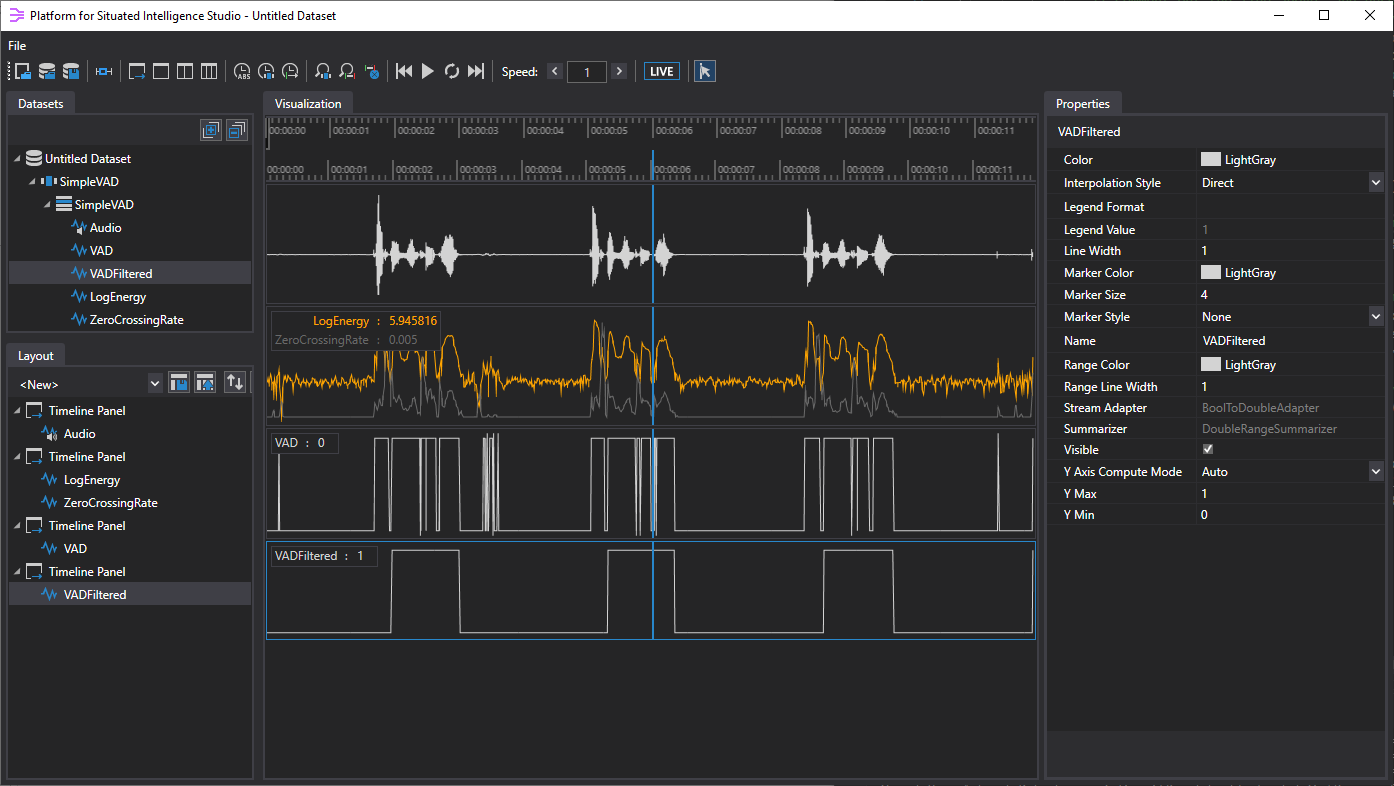 Platform for Situated Intelligence Studio - Untitled Dataset
File
ABS
Speed:
1
LIVE
Datasets
Untitled Dataset
SimpleVAD
SimpleVAD
Audio
VAD
VADFiltered
LogEnergy
ZeroCrossingRate
Layout
<New>
Timeline Panel
Audio
Timeline Panel
LogEnergy
ZeroCrossingRate
Timeline Panel
VAD
Timeline Panel
VADFiltered
Visualization
00:00:00 00:00:01 00:00:02 00:00:03 00:00:04 00:00:05 00:00:06 00:00:07 00:00:08 00:00:09 00:00:10 00:00:11
00:00:00 00:00:01 00:00:02 00:00:03 00:00:04 00:00:05 00:00:06 00:00:07 00:00:08 00:00:09 00:00:10 00:00:11
LogEnergy : 5.945816
ZeroCrossingRate : 0.005
VAD : 0
VADFiltered : 1
Properties
VADFiltered
Color LightGray
Interpolation Style Direct
Legend Format
Legend Value 1
Line Width 1
Marker Color LightGray
Marker Size 4
Marker Style None
Name VADFiltered
Range Color LightGray
Range Line Width 1
Stream Adapter BoolToDoubleAdapter
Summarizer DoubleRangeSummarizer
Visible
Y Axis Compute Mode Auto
Y Max 1
Y Min 0